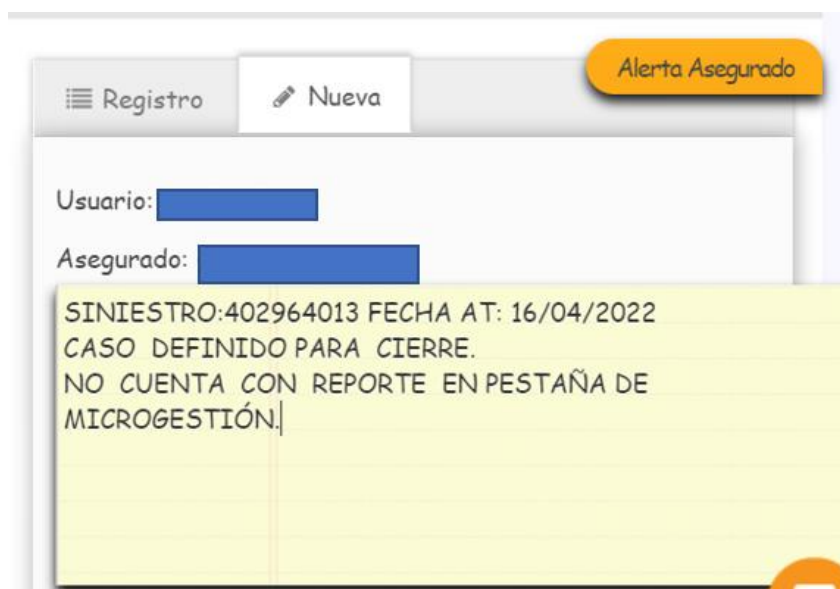 Alerta Asegurado
Registro
Nueva
Usuario:
Asegurado:
SINIESTRO:402964013 FECHA AT: 16/04/2022
CASO DEFINIDO PARA CIERRE.
NO CUENTA CON REPORTE EN PESTAÑA DE
MICROGESTIÓN.